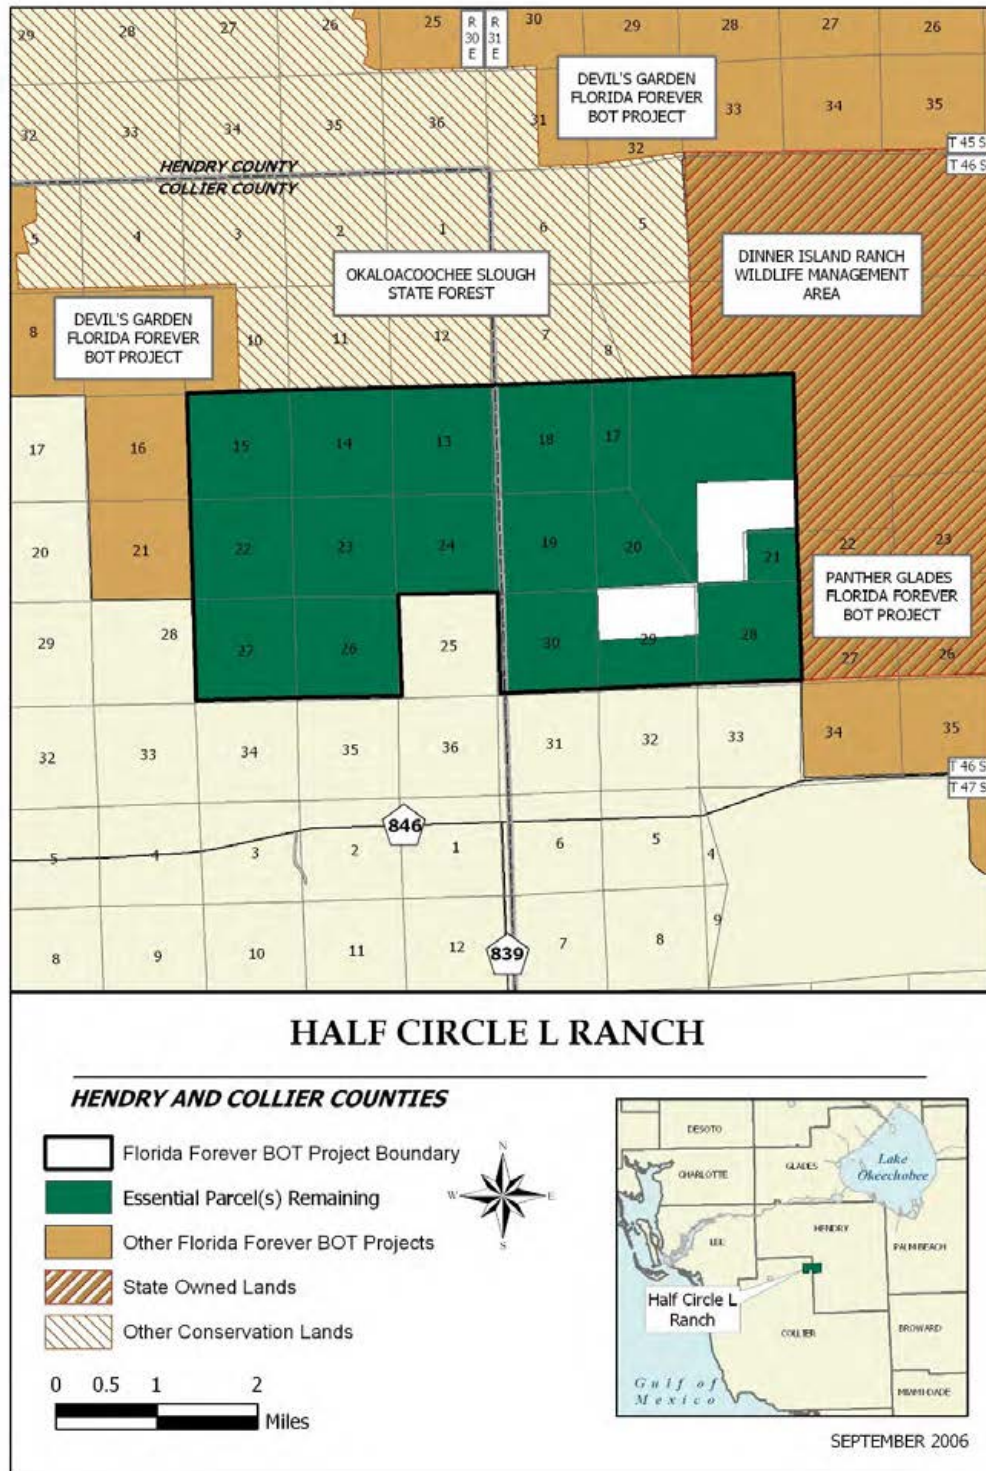 29 28 27 26 25 R 30 E R 31 E 30 29 28 27 26
DEVIL'S GARDEN
FLORIDA FOREVER
BOT PROJECT
32 33 34 35 36 31 32 33 34 35
T 45 S
T 46 S
HENDRY COUNTY
COLLIER COUNTY
5 4 3 2 1 6 5
OKALOACOOCHEE SLOUGH
STATE FOREST
DINNER ISLAND RANCH
WILDLIFE MANAGEMENT
AREA
DEVIL'S GARDEN
FLORIDA FOREVER
BOT PROJECT
8 10 11 12 7 8
17 16 15 14 13 18 17
20 21 22 23 24 19 20 21 22 23
PANTHER GLADES
FLORIDA FOREVER
BOT PROJECT
29 28 27 26 25 30 29 28 27 26
32 33 34 35 36 31 32 33 34 35
T 46 S
T 47 S
846
5 4 3 2 1 6 5 4
8 9 10 11 12 839 7 8 9
HALF CIRCLE L RANCH
HENDRY AND COLLIER COUNTIES
Florida Forever BOT Project Boundary
Essential Parcel(s) Remaining
Other Florida Forever BOT Projects
State Owned Lands
Other Conservation Lands
N
W E
S
0 0.5 1 2
Miles
DESOTO
CHARLOTTE
GLADES
Lake
Okeechobee
HENDRY
LEE
PALM BEACH
Half Circle L
Ranch
COLLIER
BROWARD
Gulf of
Mexico
MIAMI-DADE
SEPTEMBER 2006